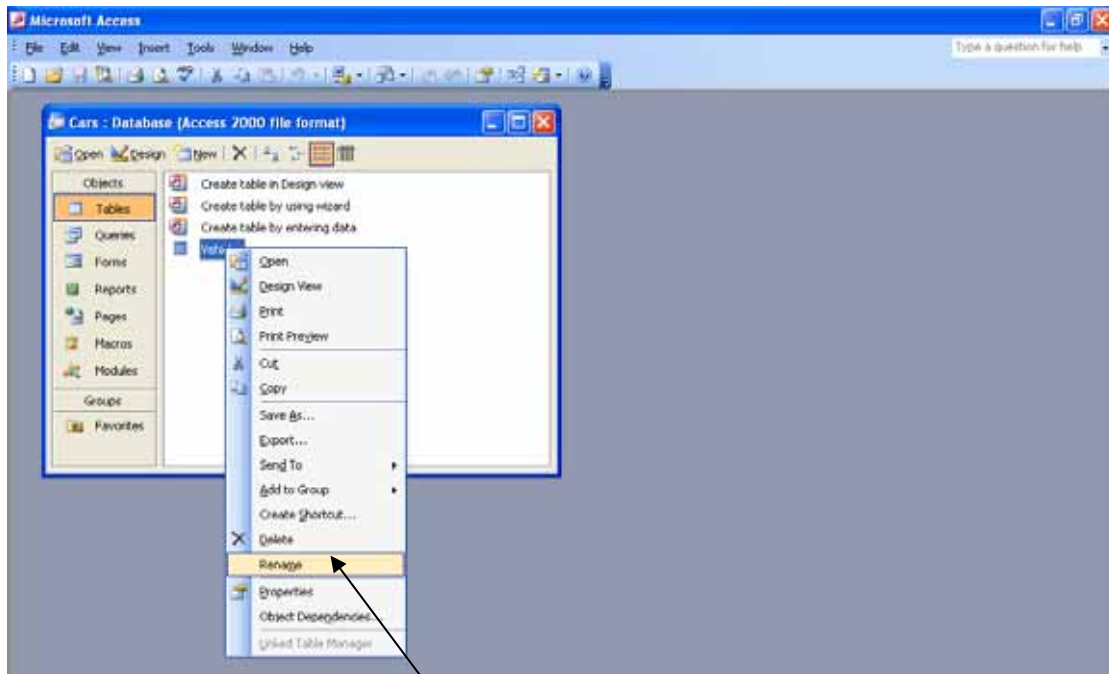 Microsoft Access
File Edit View Insert Tools Window Help
Type a question for help
Cars : Database (Access 2000 file format)
Open Design New
Objects
Tables
Queries
Forms
Reports
Pages
Macros
Modules
Groups
Favorites
Create table in Design view
Create table by using wizard
Create table by entering data
Open
Design View
Print
Print Preview
Cut
Copy
Save As...
Export...
Send To
Add to Group
Create Shortcut...
Delete
Rename
Properties
Object Dependencies...
Linked Table Manager